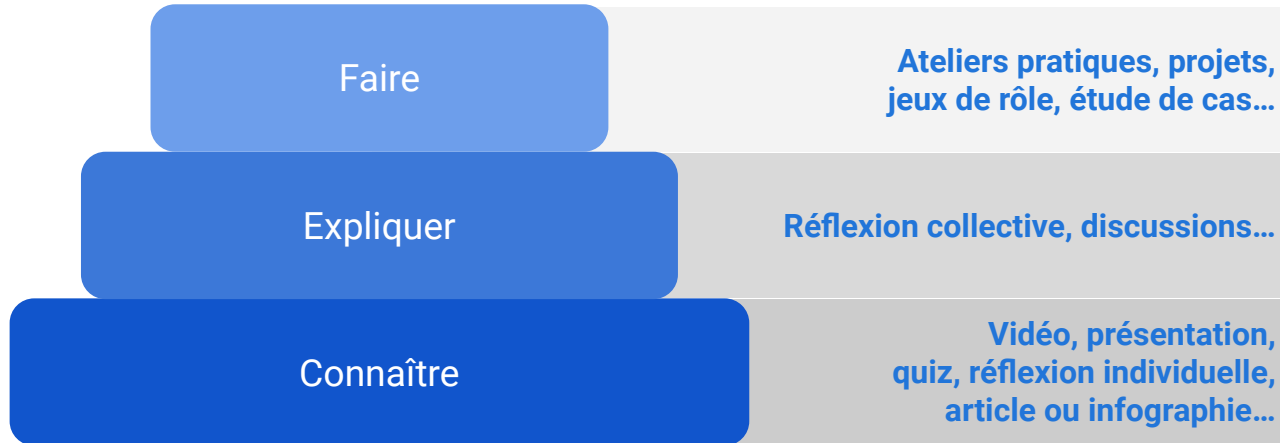 Faire
Ateliers pratiques, projets,
jeux de rôle, étude de cas…
Expliquer
Réflexion collective, discussions…
Connaître
Vidéo, présentation,
quiz, réflexion individuelle,
article ou infographie…